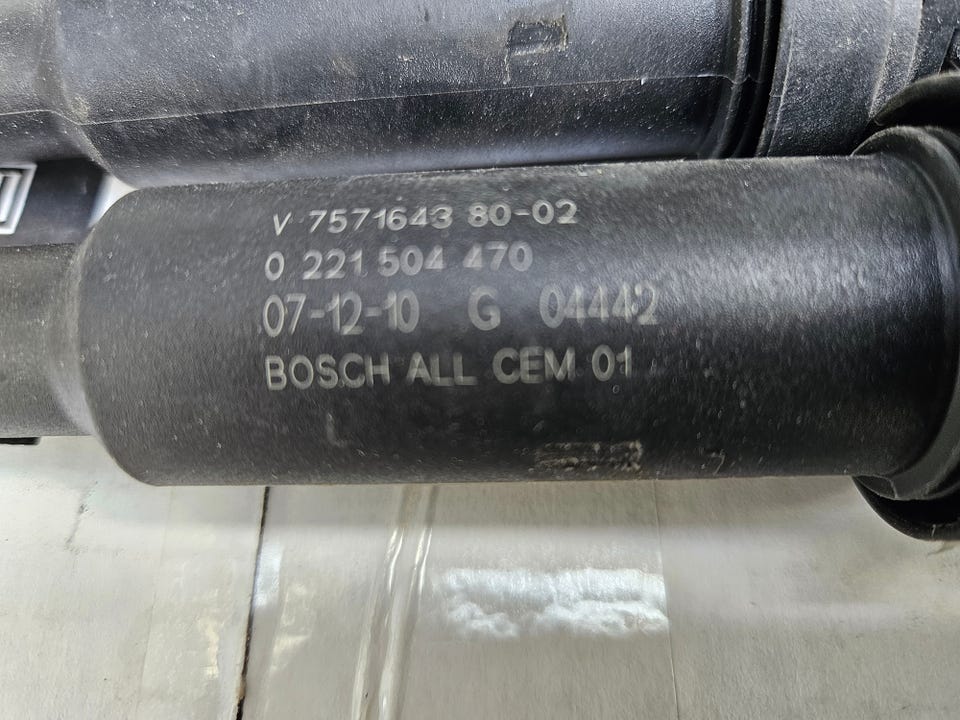 V 7571643 80-02
0 221 504 470
07-12-10 G 04442
BOSCH ALL CEM 01